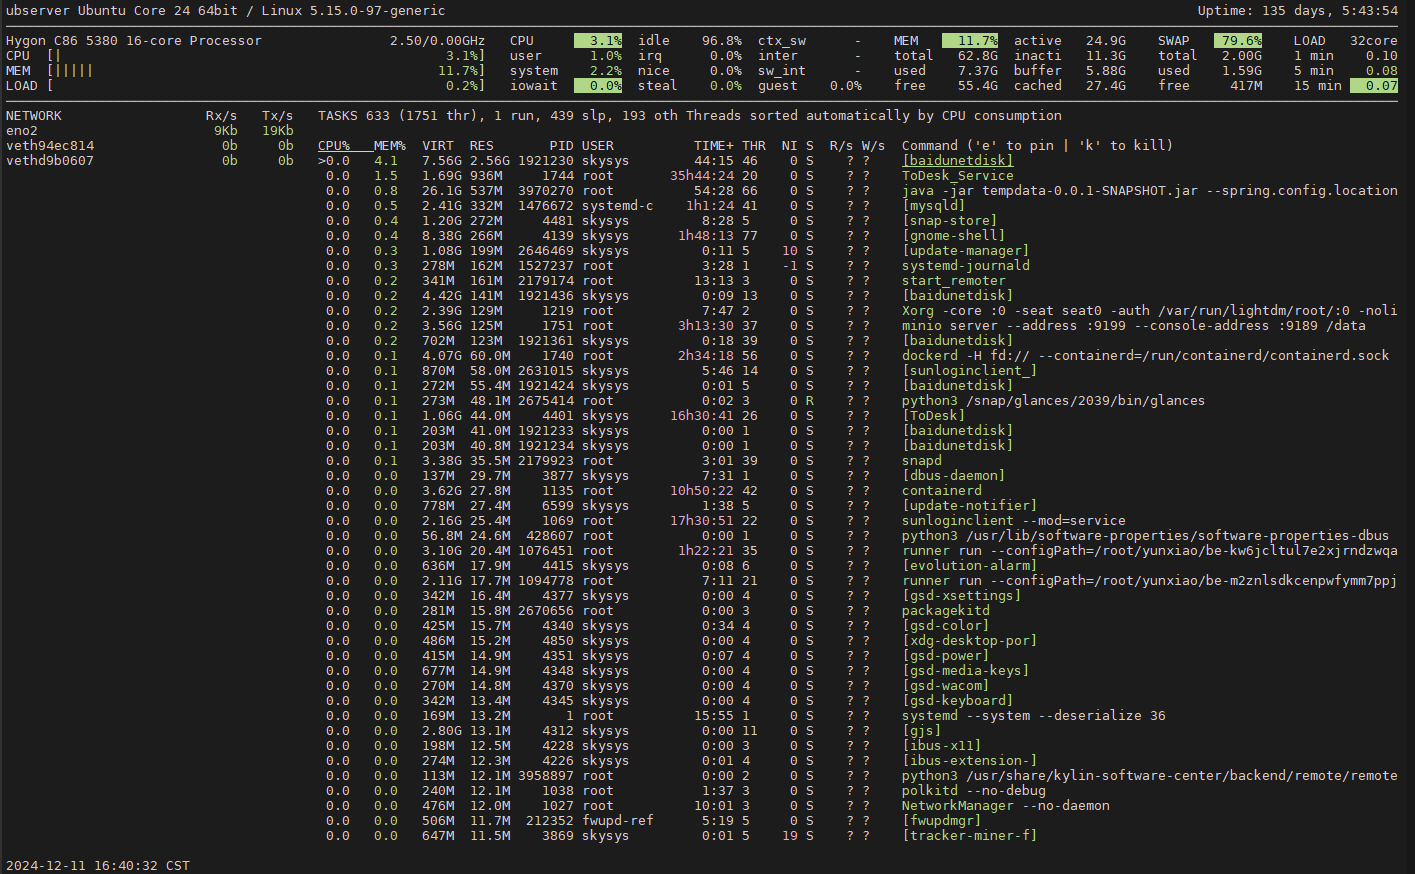 ubserver Ubuntu Core 24 64bit / Linux 5.15.0-97-generic Uptime: 135 days, 5:43:54
Hygon C86 5380 16-core Processor 2.50/0.00GHz CPU 3.1% idle 96.8% ctx_sw - MEM 11.7% active 24.9G SWAP 79.6% LOAD 32core
CPU [| 3.1%] user 1.0% irq 0.0% inter - total 62.8G inacti 11.3G total 2.00G 1 min 0.10
MEM [||||| 11.7%] system 2.2% nice 0.0% sw_int - used 7.37G buffer 5.88G used 1.59G 5 min 0.08
LOAD [ 0.2%] iowait 0.0% steal 0.0% guest 0.0% free 55.4G cached 27.4G free 417M 15 min 0.07
NETWORK Rx/s Tx/s TASKS 633 (1751 thr), 1 run, 439 slp, 193 oth Threads sorted automatically by CPU consumption
eno2 9Kb 19Kb
veth94ec814 0b 0b CPU% MEM% VIRT RES PID USER TIME+ THR NI S R/s W/s Command ('e' to pin | 'k' to kill)
vethd9b0607 0b 0b >0.0 4.1 7.56G 2.56G 1921230 skysys 44:15 46 0 S ? ? [baidunetdisk]
0.0 1.5 1.69G 936M 1744 root 35h44:24 20 0 S ? ? ToDesk_Service
0.0 0.8 26.1G 537M 3970270 root 54:28 66 0 S ? ? java -jar tempdata-0.0.1-SNAPSHOT.jar --spring.config.location
0.0 0.5 2.41G 332M 1476672 systemd-c 1h1:24 41 0 S ? ? [mysqld]
0.0 0.4 1.20G 272M 4481 skysys 8:28 5 0 S ? ? [snap-store]
0.0 0.4 8.38G 266M 4139 skysys 1h48:13 77 0 S ? ? [gnome-shell]
0.0 0.3 1.08G 199M 2646469 skysys 0:11 5 10 S ? ? [update-manager]
0.0 0.3 278M 162M 1527237 root 3:28 1 -1 S ? ? systemd-journald
0.0 0.2 341M 161M 2179174 root 13:13 3 0 S ? ? start_remoter
0.0 0.2 4.42G 141M 1921436 skysys 0:09 13 0 S ? ? [baidunetdisk]
0.0 0.2 2.39G 129M 1219 root 7:47 2 0 S ? ? Xorg -core :0 -seat seat0 -auth /var/run/lightdm/root/:0 -noli
0.0 0.2 3.56G 125M 1751 root 3h13:30 37 0 S ? ? minio server --address :9199 --console-address :9189 /data
0.0 0.2 702M 123M 1921361 skysys 0:18 39 0 S ? ? [baidunetdisk]
0.0 0.1 4.07G 60.0M 1740 root 2h34:18 56 0 S ? ? dockerd -H fd:// --containerd=/run/containerd/containerd.sock
0.0 0.1 870M 58.0M 2631015 skysys 5:46 14 0 S ? ? [sunloginclient_]
0.0 0.1 272M 55.4M 1921424 skysys 0:01 5 0 S ? ? [baidunetdisk]
0.0 0.1 273M 48.1M 2675414 root 0:02 3 0 R ? ? python3 /snap/glances/2039/bin/glances
0.0 0.1 1.06G 44.0M 4401 skysys 16h30:41 26 0 S ? ? [ToDesk]
0.0 0.1 203M 41.0M 1921233 skysys 0:00 1 0 S ? ? [baidunetdisk]
0.0 0.1 203M 40.8M 1921234 skysys 0:00 1 0 S ? ? [baidunetdisk]
0.0 0.1 3.38G 35.5M 2179923 root 3:01 39 0 S ? ? snapd
0.0 0.0 137M 29.7M 3877 skysys 7:31 1 0 S ? ? [dbus-daemon]
0.0 0.0 3.62G 27.8M 1135 root 10h50:22 42 0 S ? ? containerd
0.0 0.0 778M 27.4M 6599 skysys 1:38 5 0 S ? ? [update-notifier]
0.0 0.0 2.16G 25.4M 1069 root 17h30:51 22 0 S ? ? sunloginclient --mod=service
0.0 0.0 56.8M 24.6M 428607 root 0:00 1 0 S ? ? python3 /usr/lib/software-properties/software-properties-dbus
0.0 0.0 3.10G 20.4M 1076451 root 1h22:21 35 0 S ? ? runner run --configPath=/root/yunxiao/be-kw6jcltul7e2xjrndzwqa
0.0 0.0 636M 17.9M 4415 skysys 0:08 6 0 S ? ? [evolution-alarm]
0.0 0.0 2.11G 17.7M 1094778 root 7:11 21 0 S ? ? runner run --configPath=/root/yunxiao/be-m2znlsdkcenpwfymm7ppj
0.0 0.0 342M 16.4M 4377 skysys 0:00 4 0 S ? ? [gsd-xsettings]
0.0 0.0 281M 15.8M 2670656 root 0:00 3 0 S ? ? packagekitd
0.0 0.0 425M 15.7M 4340 skysys 0:34 4 0 S ? ? [gsd-color]
0.0 0.0 486M 15.2M 4850 skysys 0:00 4 0 S ? ? [xdg-desktop-por]
0.0 0.0 415M 14.9M 4351 skysys 0:07 4 0 S ? ? [gsd-power]
0.0 0.0 677M 14.9M 4348 skysys 0:00 4 0 S ? ? [gsd-media-keys]
0.0 0.0 270M 14.8M 4370 skysys 0:00 4 0 S ? ? [gsd-wacom]
0.0 0.0 342M 13.4M 4345 skysys 0:00 4 0 S ? ? [gsd-keyboard]
0.0 0.0 169M 13.2M 1 root 15:55 1 0 S ? ? systemd --system --deserialize 36
0.0 0.0 2.80G 13.1M 4312 skysys 0:00 11 0 S ? ? [gjs]
0.0 0.0 198M 12.5M 4228 skysys 0:00 3 0 S ? ? [ibus-x11]
0.0 0.0 274M 12.3M 4226 skysys 0:01 4 0 S ? ? [ibus-extension-]
0.0 0.0 113M 12.1M 3958897 root 0:00 2 0 S ? ? python3 /usr/share/kylin-software-center/backend/remote/remote
0.0 0.0 240M 12.1M 1038 root 1:37 3 0 S ? ? polkitd --no-debug
0.0 0.0 476M 12.0M 1027 root 10:01 3 0 S ? ? NetworkManager --no-daemon
0.0 0.0 506M 11.7M 212352 fwupd-ref 5:19 5 0 S ? ? [fwupdmgr]
0.0 0.0 647M 11.5M 3869 skysys 0:01 5 19 S ? ? [tracker-miner-f]
2024-12-11 16:40:32 CST